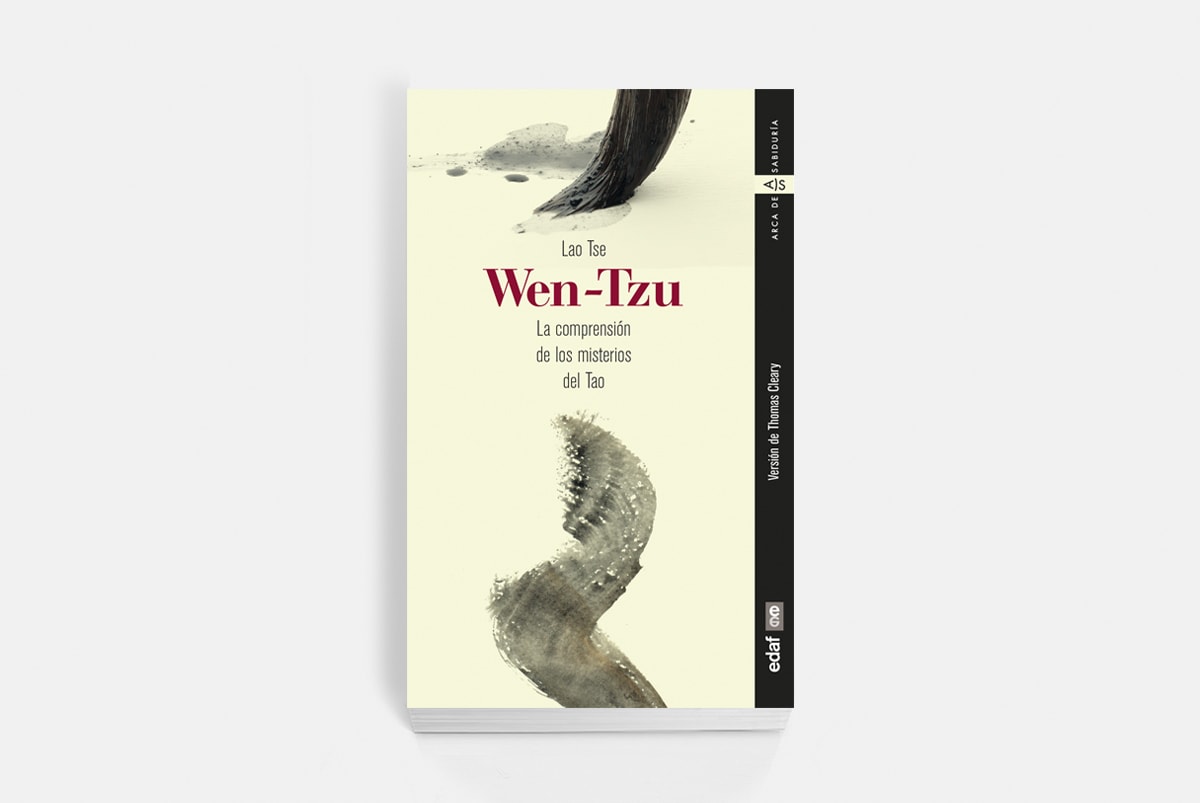 Lao Tse
Wen-Tzu
La comprensión
de los misterios
del Tao
ARCA DE
A|S
SABIDURÍA
Versión de Thomas Cleary
edaf